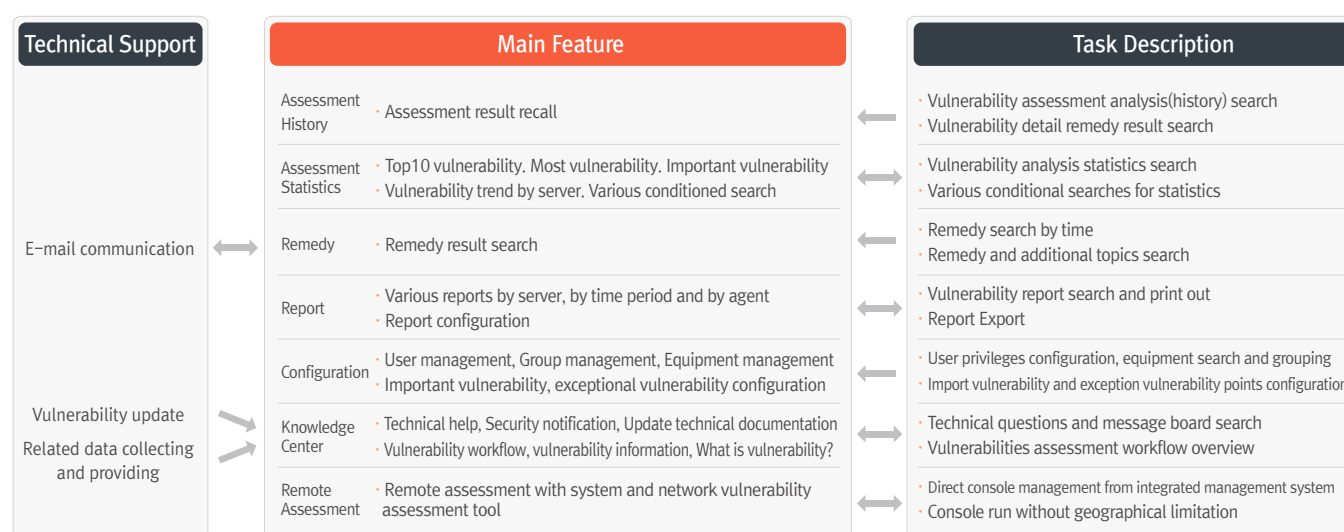 Technical Support
E-mail communication
Vulnerability update
Related data collecting
and providing
Main Feature
Assessment
History
· Assessment result recall
Assessment
Statistics
· Top10 vulnerability. Most vulnerability. Important vulnerability
· Vulnerability trend by server. Various conditioned search
Remedy
· Remedy result search
Report
· Various reports by server, by time period and by agent
· Report configuration
Configuration
· User management, Group management, Equipment management
· Important vulnerability, exceptional vulnerability configuration
Knowledge
Center
· Technical help, Security notification, Update technical documentation
· Vulnerability workflow, vulnerability information, What is vulnerability?
Remote
Assessment
· Remote assessment with system and network vulnerability
assessment tool
Task Description
· Vulnerability assessment analysis(history) search
· Vulnerability detail remedy result search
· Vulnerability analysis statistics search
· Various conditional searches for statistics
· Remedy search by time
· Remedy and additional topics search
· Vulnerability report search and print out
· Report Export
· User privileges configuration, equipment search and grouping
· Import vulnerability and exception vulnerability points configuration
· Technical questions and message board search
· Vulnerabilities assessment workflow overview
· Direct console management from integrated management system
· Console run without geographical limitation